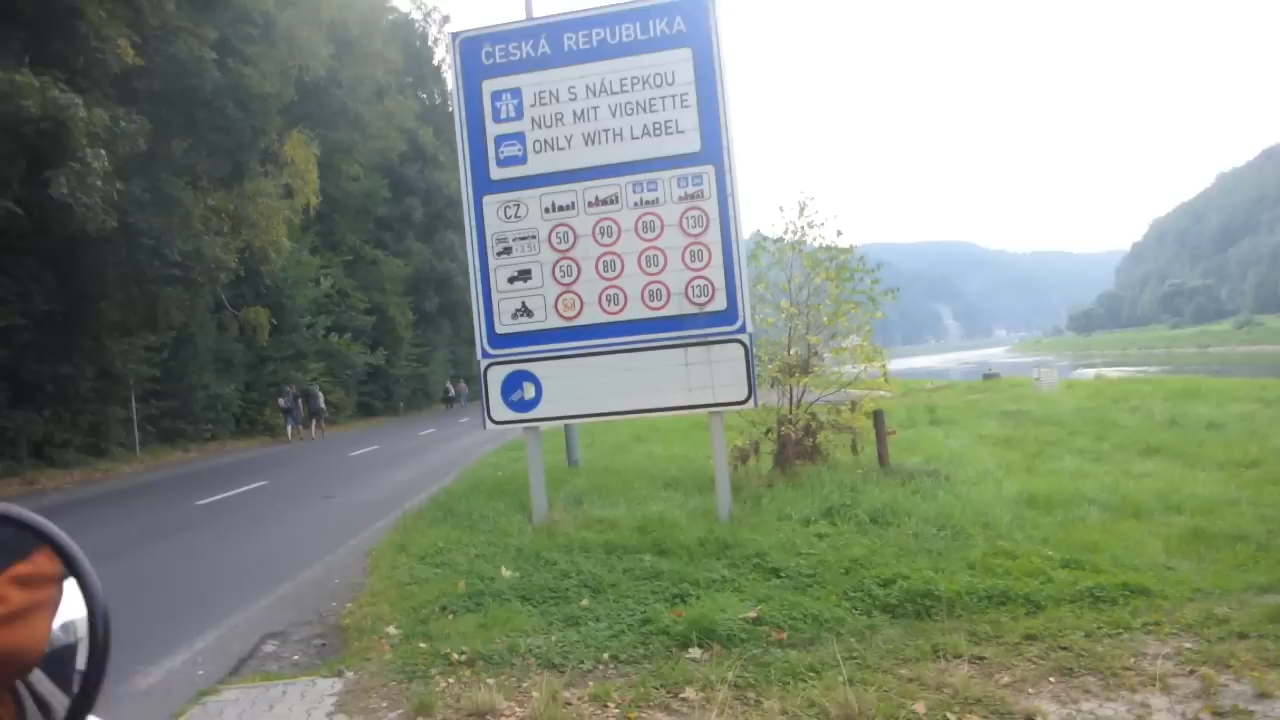 ČESKÁ REPUBLIKA
JEN S NÁLEPKOU
NUR MIT VIGNETTE
ONLY WITH LABEL
CZ
50 90 80 130
50 80 80 80
90 80 130